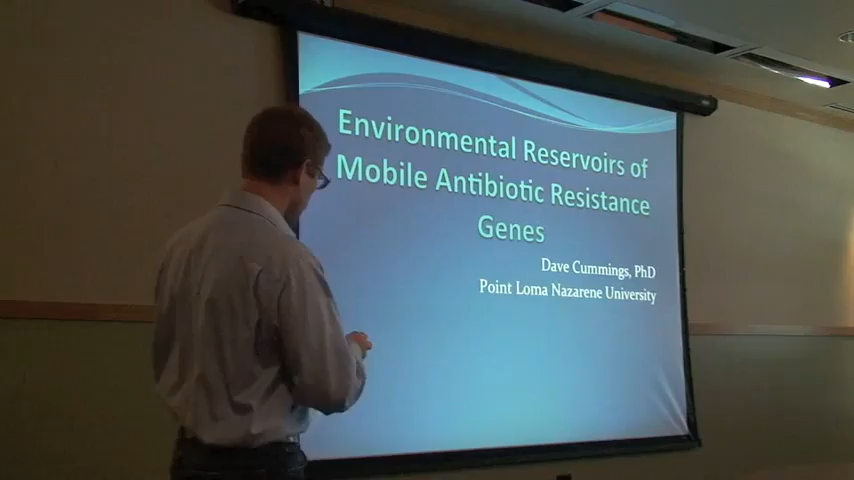 Environmental Reservoirs of
Mobile Antibiotic Resistance
Genes
Dave Cummings, PhD
Point Loma Nazarene University